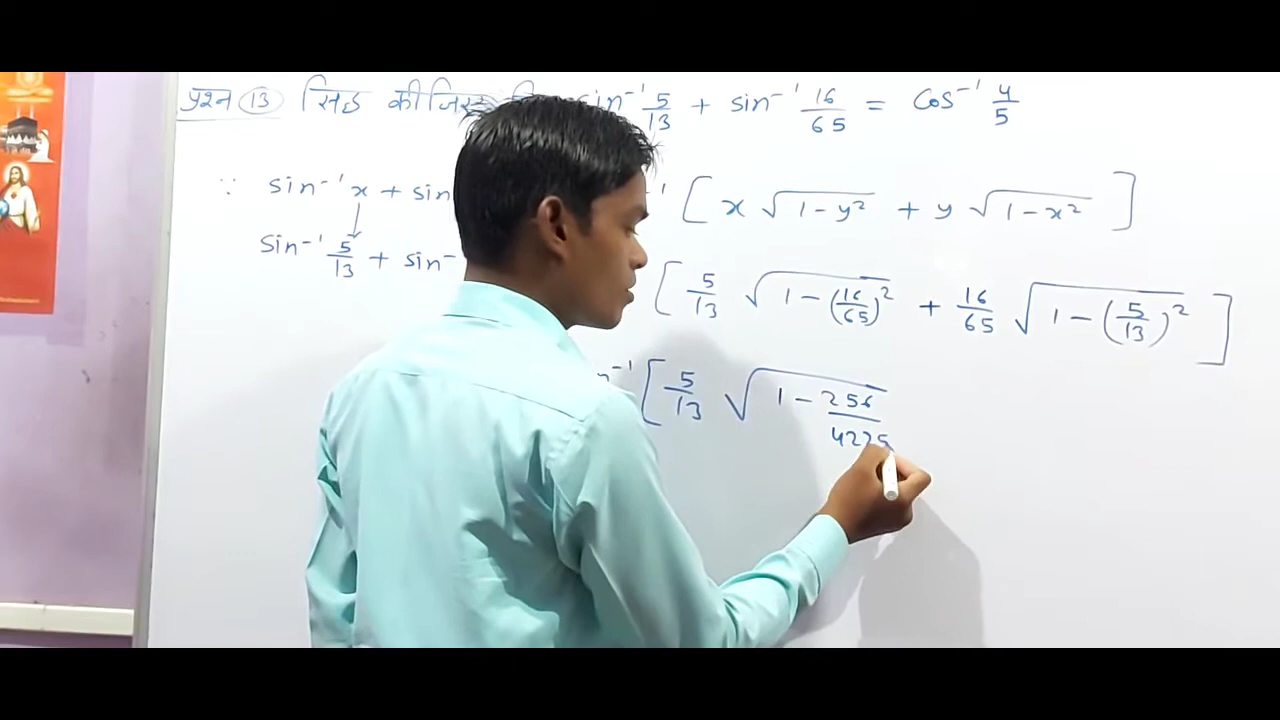 प्रश्न 13 सिद्ध sin⁻¹ 5/13 + sin⁻¹ 16/65 = cos⁻¹ 4/5
∵ sin⁻¹ x + sin [ x √(1 - y²) + y √(1 - x²) ]
sin⁻¹ 5/13 + sin⁻ [ 5/13 √(1 - (16/65)²) + 16/65 √(1 - (5/13)²) ]
n⁻¹ [ 5/13 √(1 - 256/4225